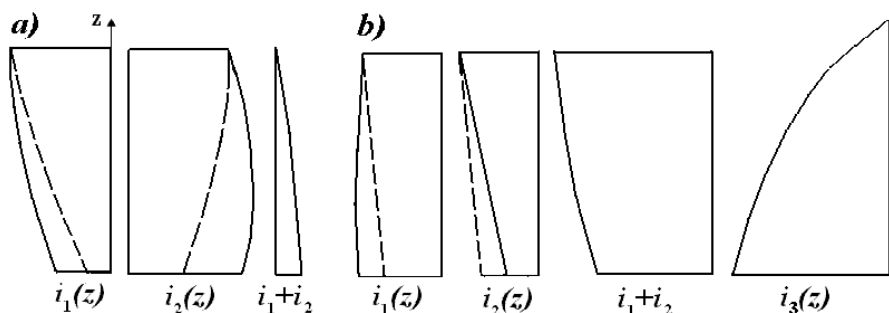 a) z b)
i₁(z) i₂(z) i₁+i₂ i₁(z) i₂(z) i₁+i₂ i₃(z)